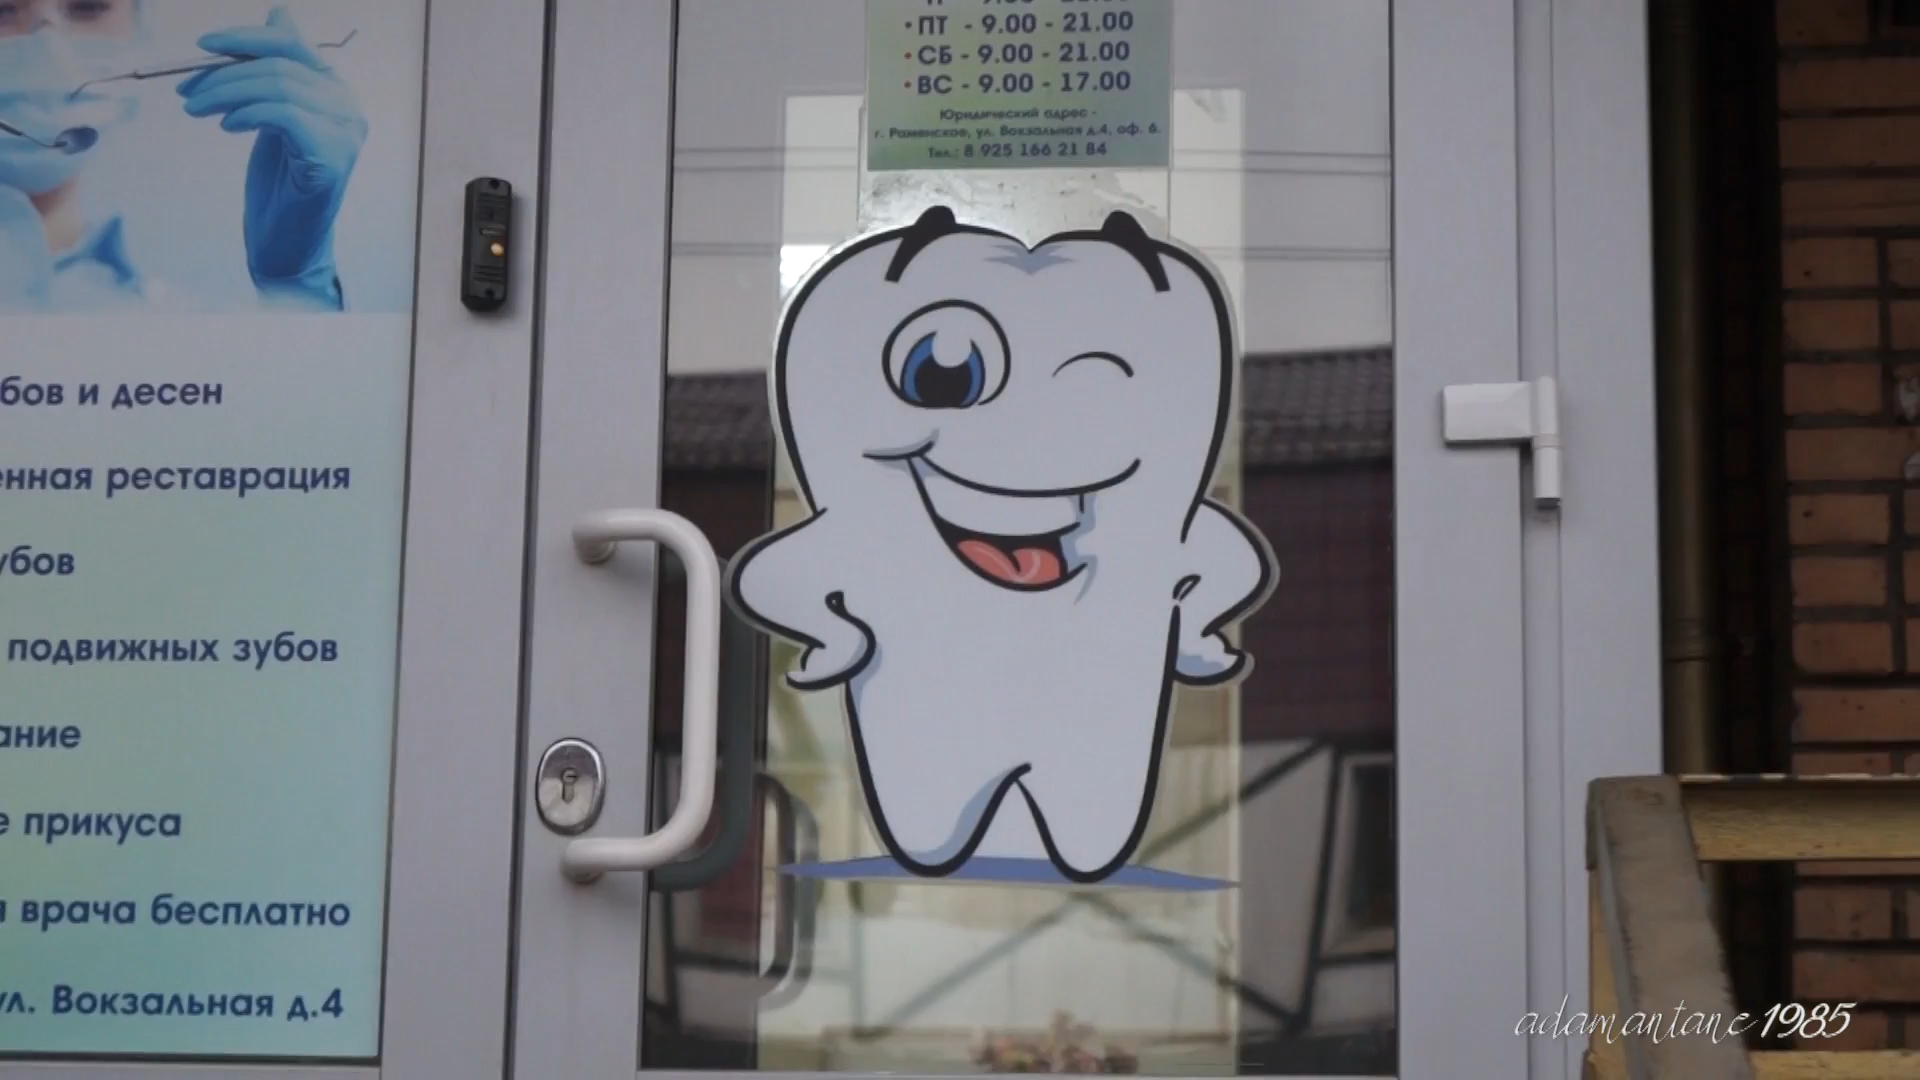 ПТ - 9.00 - 21.00
СБ - 9.00 - 21.00
ВС - 9.00 - 17.00
Юридический адрес -
г. Раменское, ул. Вокзальная д.4, оф. 6.
Тел.: 8 925 166 21 84
бов и десен
енная реставрация
убов
подвижных зубов
ание
е прикуса
я врача бесплатно
ул. Вокзальная д.4
adamantane1985